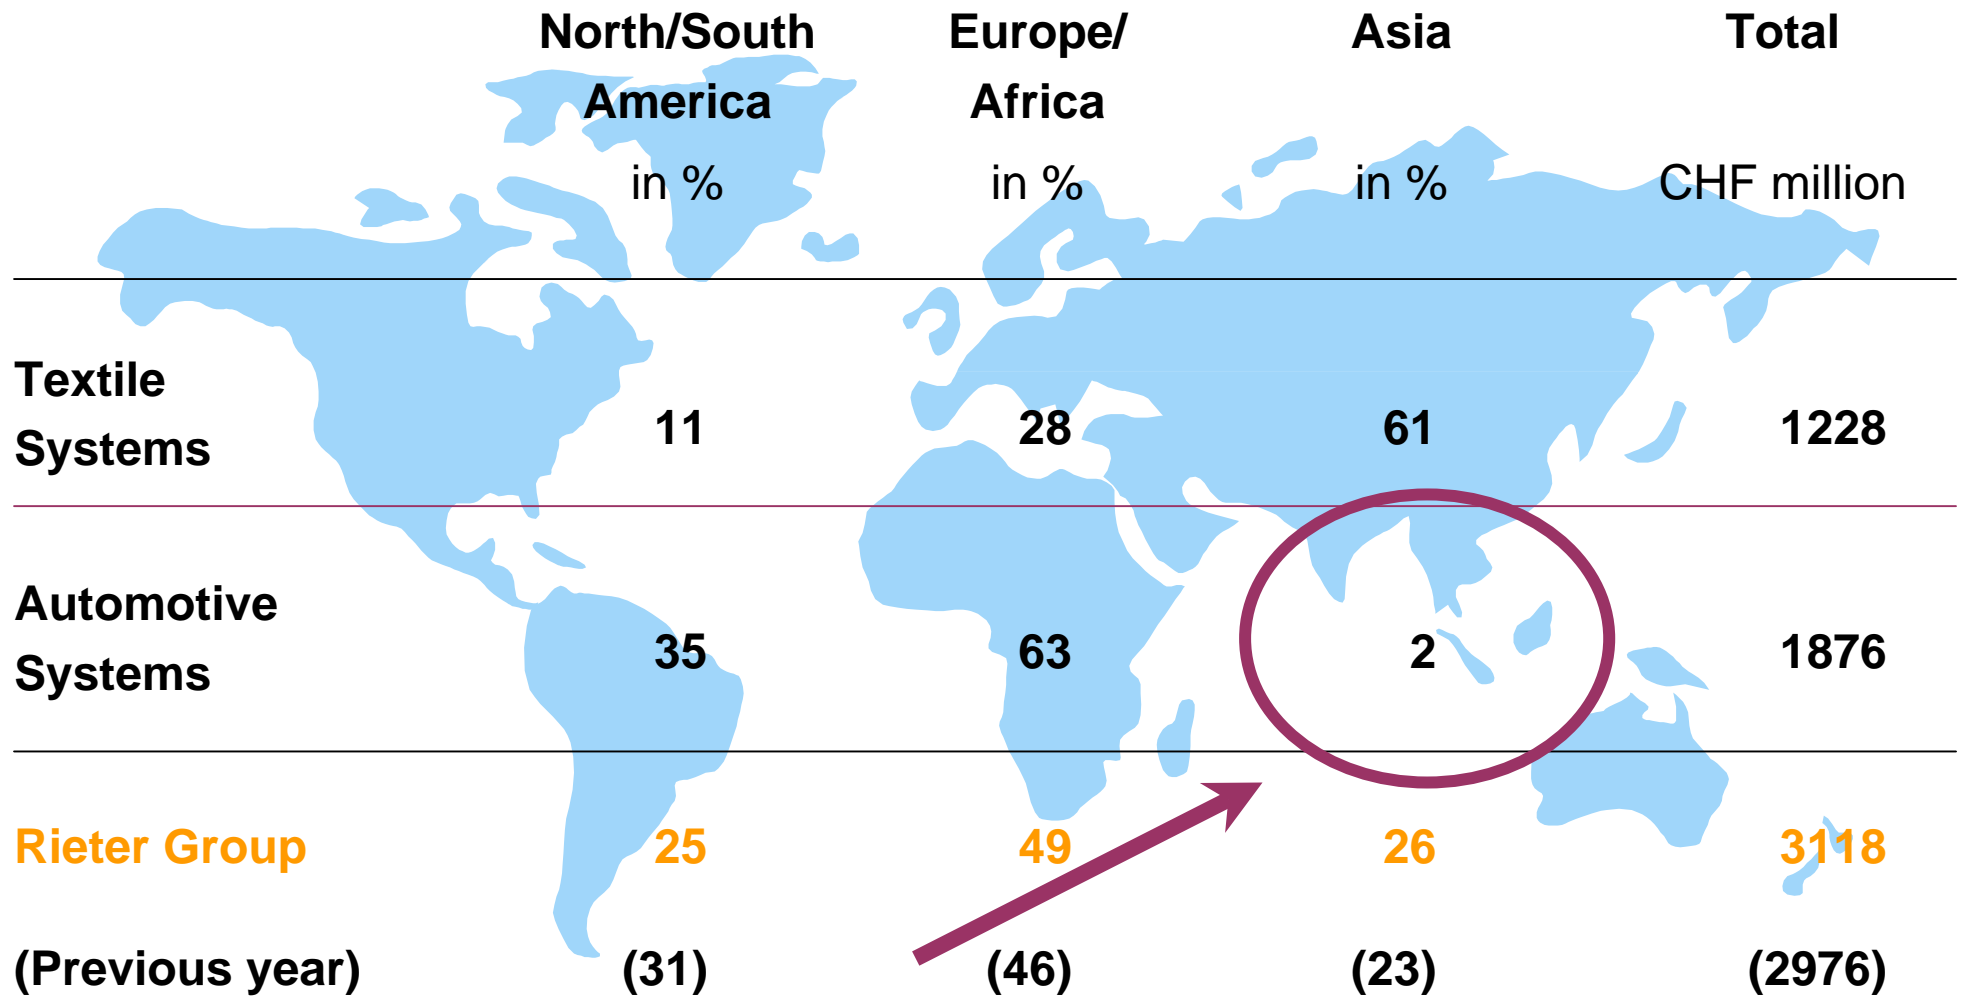 North/South Europe/ Asia Total
America Africa
in % in % in % CHF million
Textile
Systems 11 28 61 1228
Automotive
Systems 35 63 2 1876
Rieter Group 25 49 26 3118
(Previous year) (31) (46) (23) (2976)